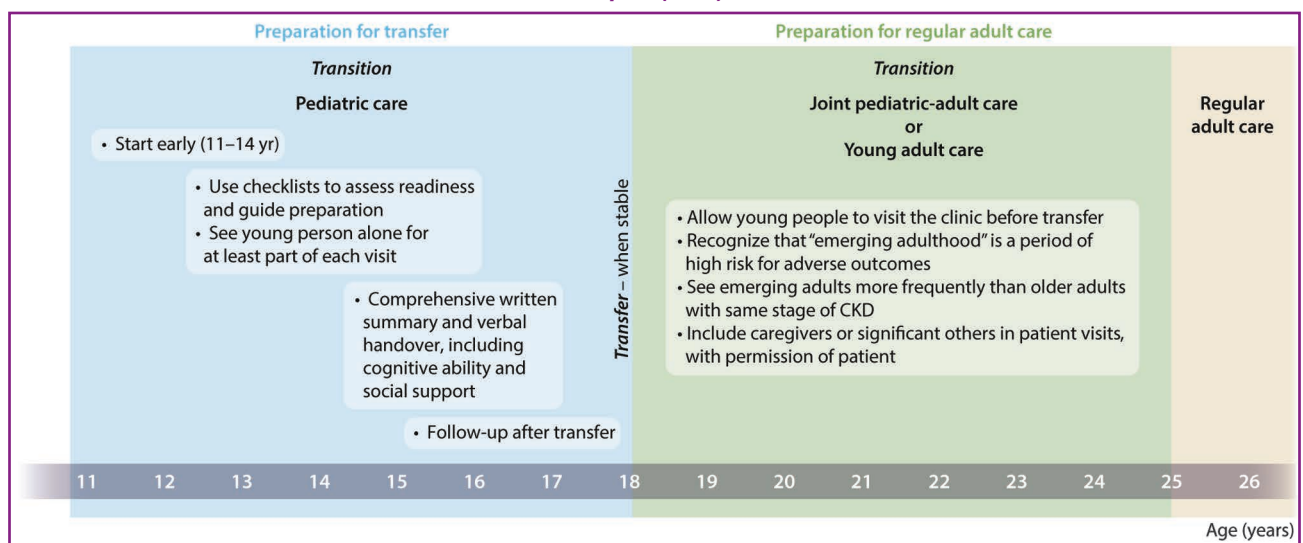 Preparation for transfer
Transition
Pediatric care
• Start early (11–14 yr)
• Use checklists to assess readiness
and guide preparation
• See young person alone for
at least part of each visit
• Comprehensive written
summary and verbal
handover, including
cognitive ability and
social support
• Follow-up after transfer
Transfer – when stable
Preparation for regular adult care
Transition
Joint pediatric-adult care
or
Young adult care
• Allow young people to visit the clinic before transfer
• Recognize that “emerging adulthood” is a period of
high risk for adverse outcomes
• See emerging adults more frequently than older adults
with same stage of CKD
• Include caregivers or significant others in patient visits,
with permission of patient
Regular
adult care
11 12 13 14 15 16 17 18 19 20 21 22 23 24 25 26
Age (years)